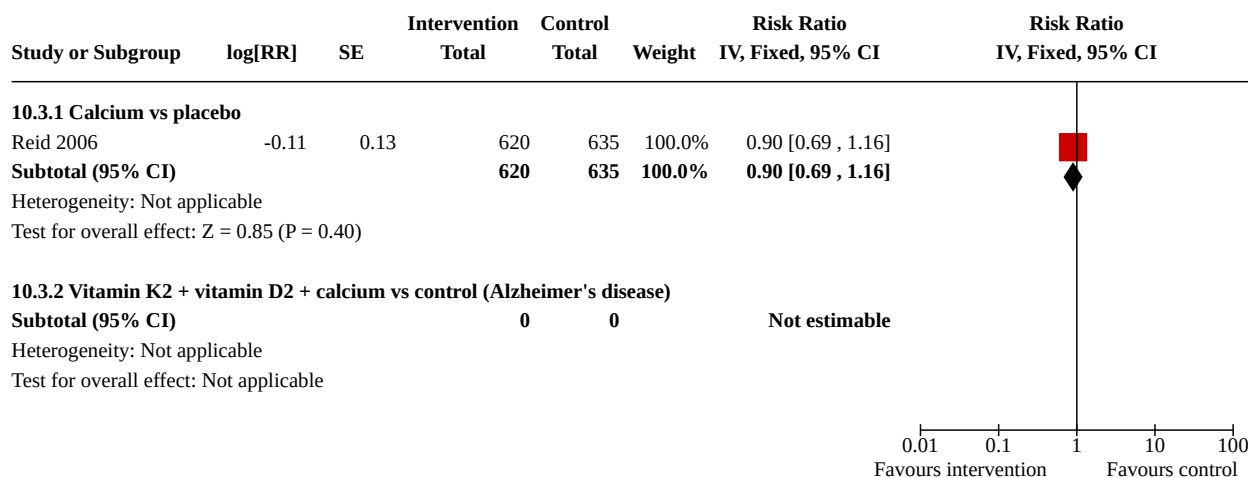 Intervention Control Risk Ratio Risk Ratio
Study or Subgroup log[RR] SE Total Total Weight IV, Fixed, 95% CI IV, Fixed, 95% CI
10.3.1 Calcium vs placebo
Reid 2006 -0.11 0.13 620 635 100.0% 0.90 [0.69 , 1.16]
Subtotal (95% CI) 620 635 100.0% 0.90 [0.69 , 1.16]
Heterogeneity: Not applicable
Test for overall effect: Z = 0.85 (P = 0.40)
10.3.2 Vitamin K2 + vitamin D2 + calcium vs control (Alzheimer's disease)
Subtotal (95% CI) 0 0 Not estimable
Heterogeneity: Not applicable
Test for overall effect: Not applicable
0.01 0.1 1 10 100
Favours intervention Favours control